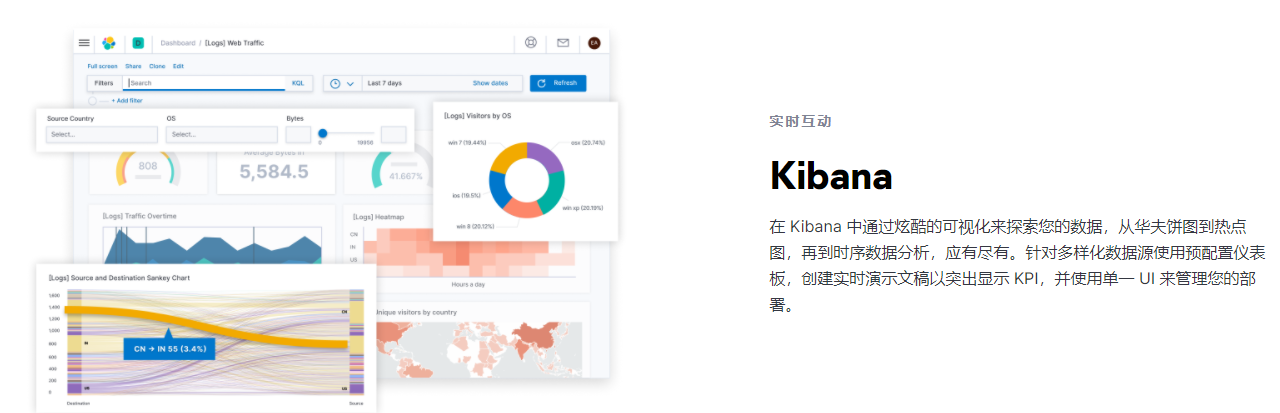 Dashboard / [Logs] Web Traffic
EA
D
Full screen Share Clone Edit
Filters Search KQL Last 7 days Show dates Refresh
+ Add filter
Source Country OS Bytes
Select... Select... 0
[Logs] Visitors by OS
win 7 (19.44%) osx (20.74%)
ios (19.5%) win xp (20.19%)
win 8 (20.12%)
808
Average Bytes In
5,584.5
41.667%
[Logs] Traffic Overtime
[Logs] Heatmap
CN
IN
US
Hours a day
[Logs] Source and Destination Sankey Chart
1,600
1,400
1,200
1,000
800
600
400
200
0
CN
IN
US
US
CN → IN 55 (3.4%)
Destination Source
Unique visitors by country
实时互动
Kibana
在 Kibana 中通过炫酷的可视化来探索您的数据，从华夫饼图到热点
图，再到时序数据分析，应有尽有。针对多样化数据源使用预配置仪表
板，创建实时演示文稿以突出显示 KPI，并使用单一 UI 来管理您的部
署。